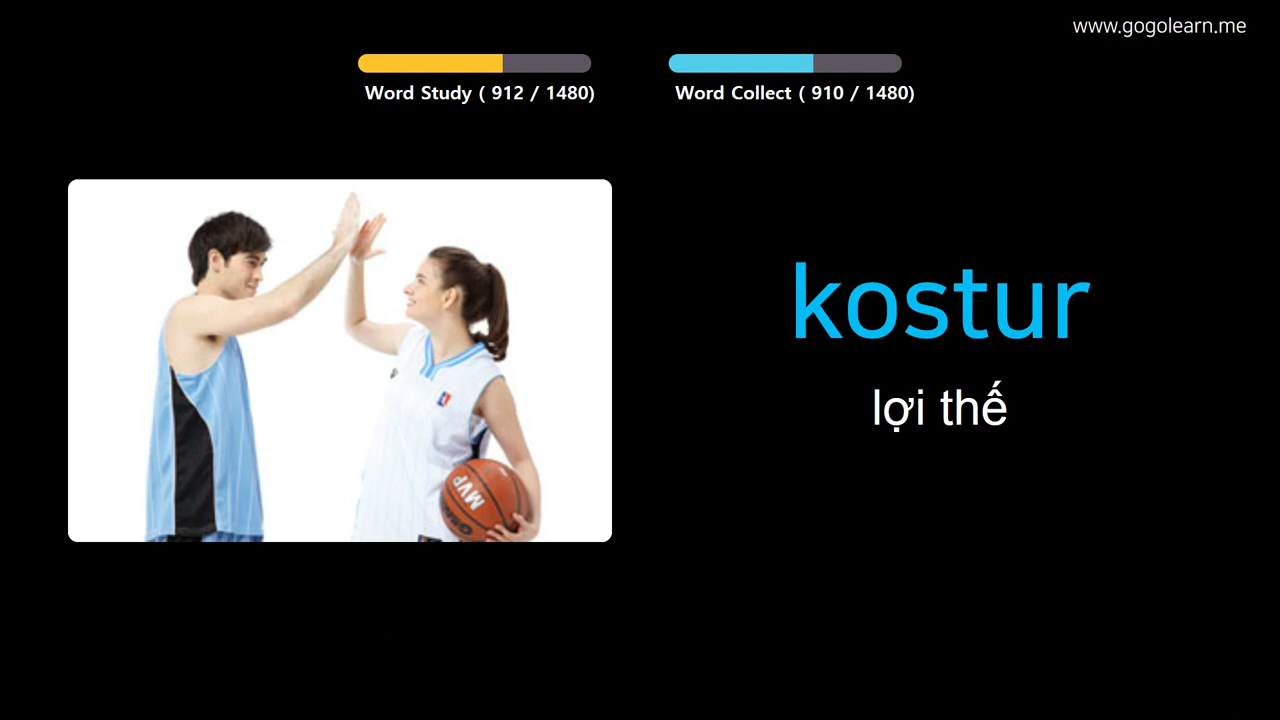 www.gogolearn.me
Word Study ( 912 / 1480)
Word Collect ( 910 / 1480)
kostur
lợi thế
MVP